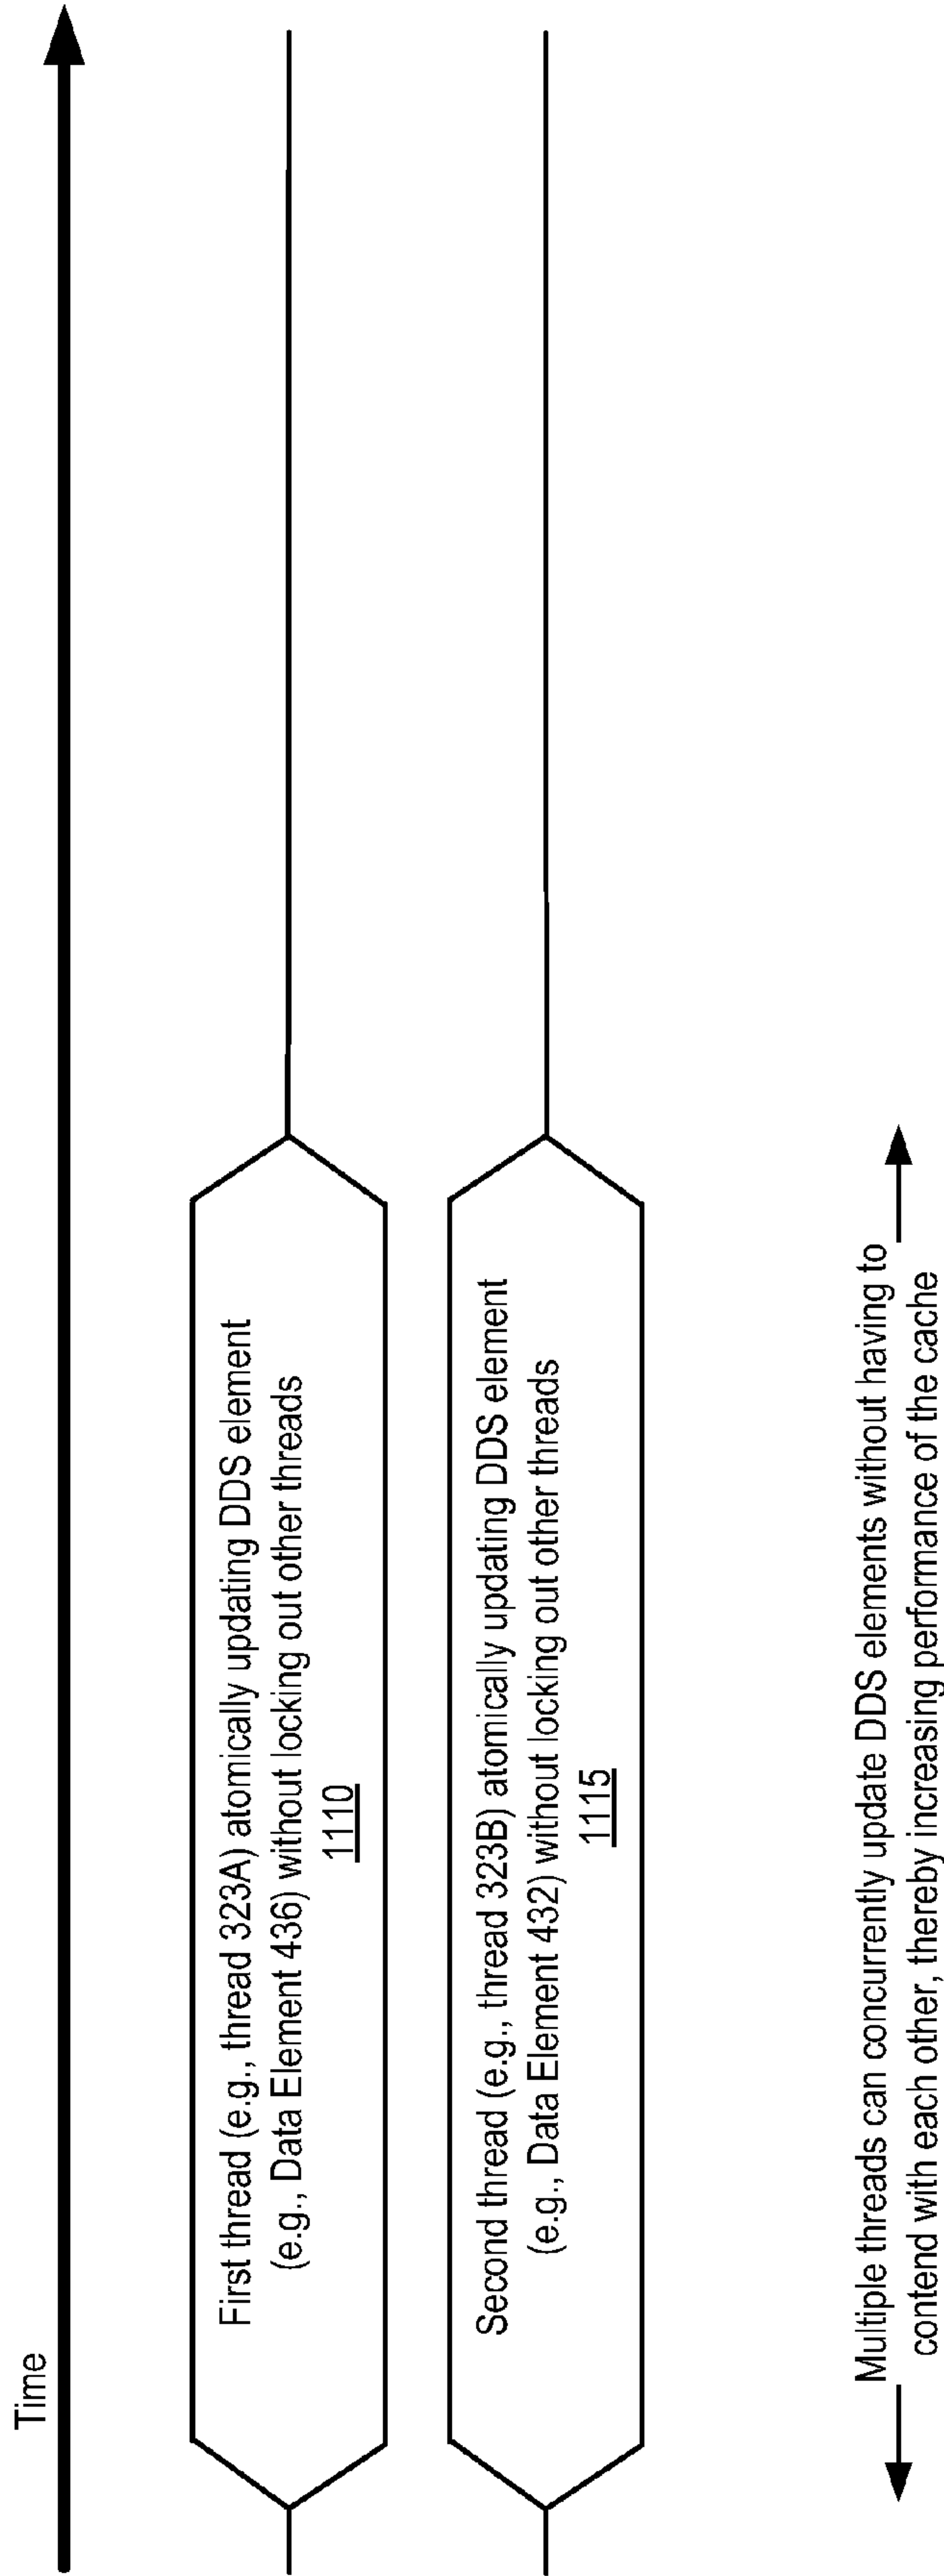 Time
First thread (e.g., thread 323A) atomically updating DDS element
(e.g., Data Element 436) without locking out other threads
1110
Second thread (e.g., thread 323B) atomically updating DDS element
(e.g., Data Element 432) without locking out other threads
1115
Multiple threads can concurrently update DDS elements without having to
contend with each other, thereby increasing performance of the cache